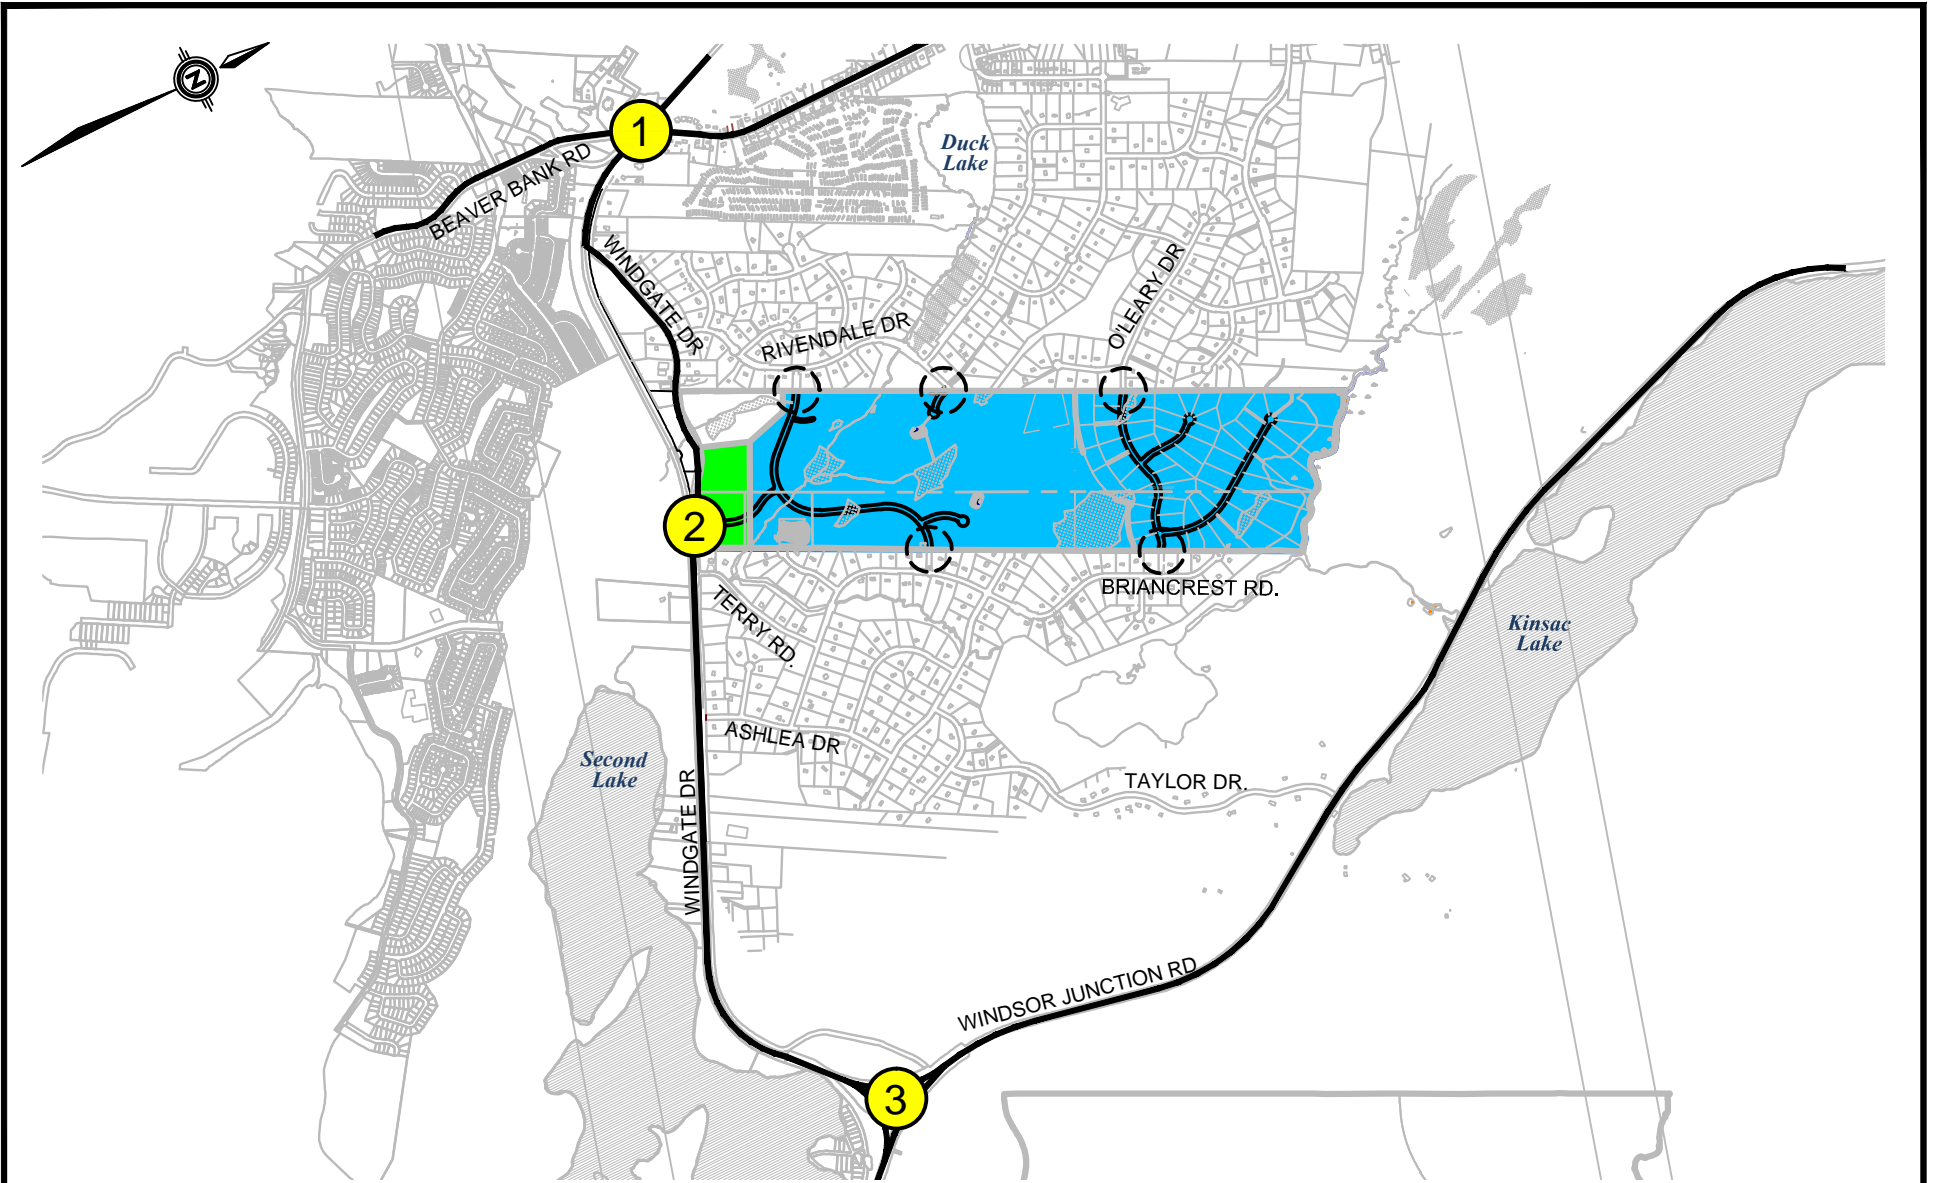 N
1
BEAVER BANK RD
Duck
Lake
WINDGATE DR
RIVENDALE DR
O'LEARY DR
2
TERRY RD.
BRIANCREST RD.
Kinsac
Lake
ASHLEA DR
Second
Lake
WINDGATE DR
TAYLOR DR.
WINDSOR JUNCTION RD
3